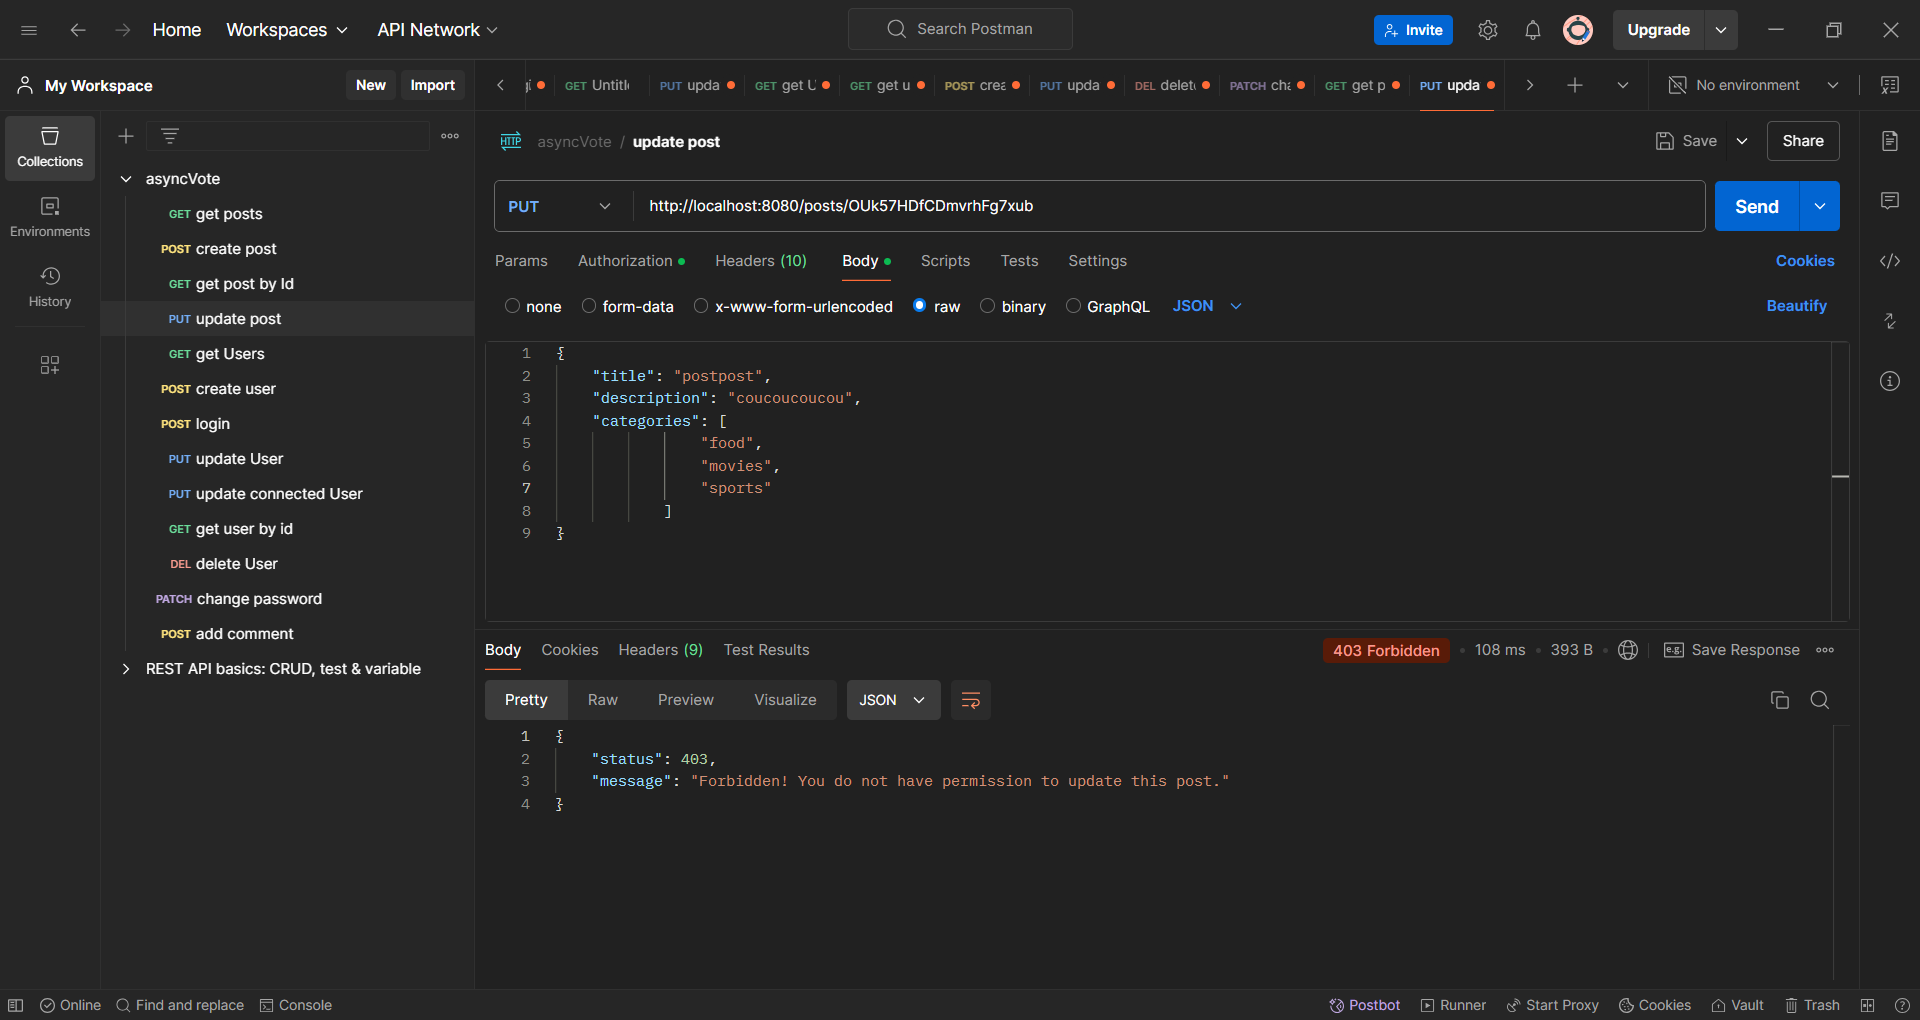 Home Workspaces API Network Search Postman Invite Upgrade
My Workspace New Import
GET Untitle PUT upda GET get U GET get u POST crea PUT upda DEL delet PATCH cha GET get p PUT upda No environment
Collections
Environments
History
asyncVote
GET get posts
POST create post
GET get post by Id
PUT update post
GET get Users
POST create user
POST login
PUT update User
PUT update connected User
GET get user by id
DEL delete User
PATCH change password
POST add comment
REST API basics: CRUD, test & variable
HTTP asyncVote / update post Save Share
PUT http://localhost:8080/posts/OUk57HDfCDmvrhFg7xub Send
Params Authorization Headers (10) Body Scripts Tests Settings Cookies
none form-data x-www-form-urlencoded raw binary GraphQL JSON Beautify
1 {
2 "title": "postpost",
3 "description": "coucoucoucou",
4 "categories": [
5 "food",
6 "movies",
7 "sports"
8 ]
9 }
Body Cookies Headers (9) Test Results 403 Forbidden 108 ms 393 B e.g. Save Response
Pretty Raw Preview Visualize JSON
1 {
2 "status": 403,
3 "message": "Forbidden! You do not have permission to update this post."
4 }
Online Find and replace Console Postbot Runner Start Proxy Cookies Vault Trash